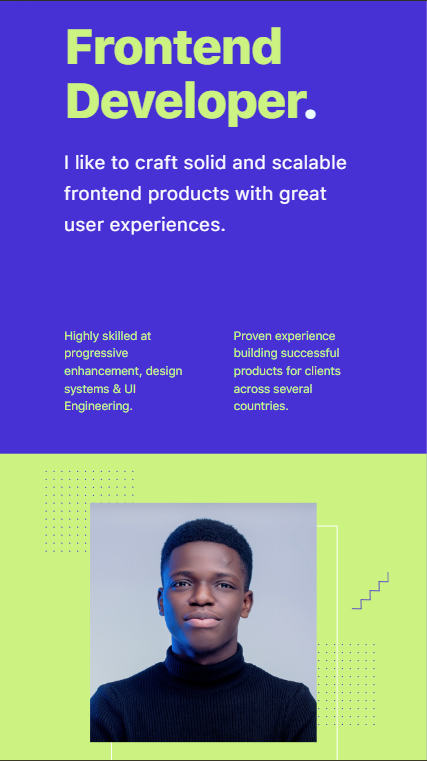 Frontend
Developer.
I like to craft solid and scalable
frontend products with great
user experiences.
Highly skilled at
progressive
enhancement, design
systems & UI
Engineering.
Proven experience
building successful
products for clients
across several
countries.